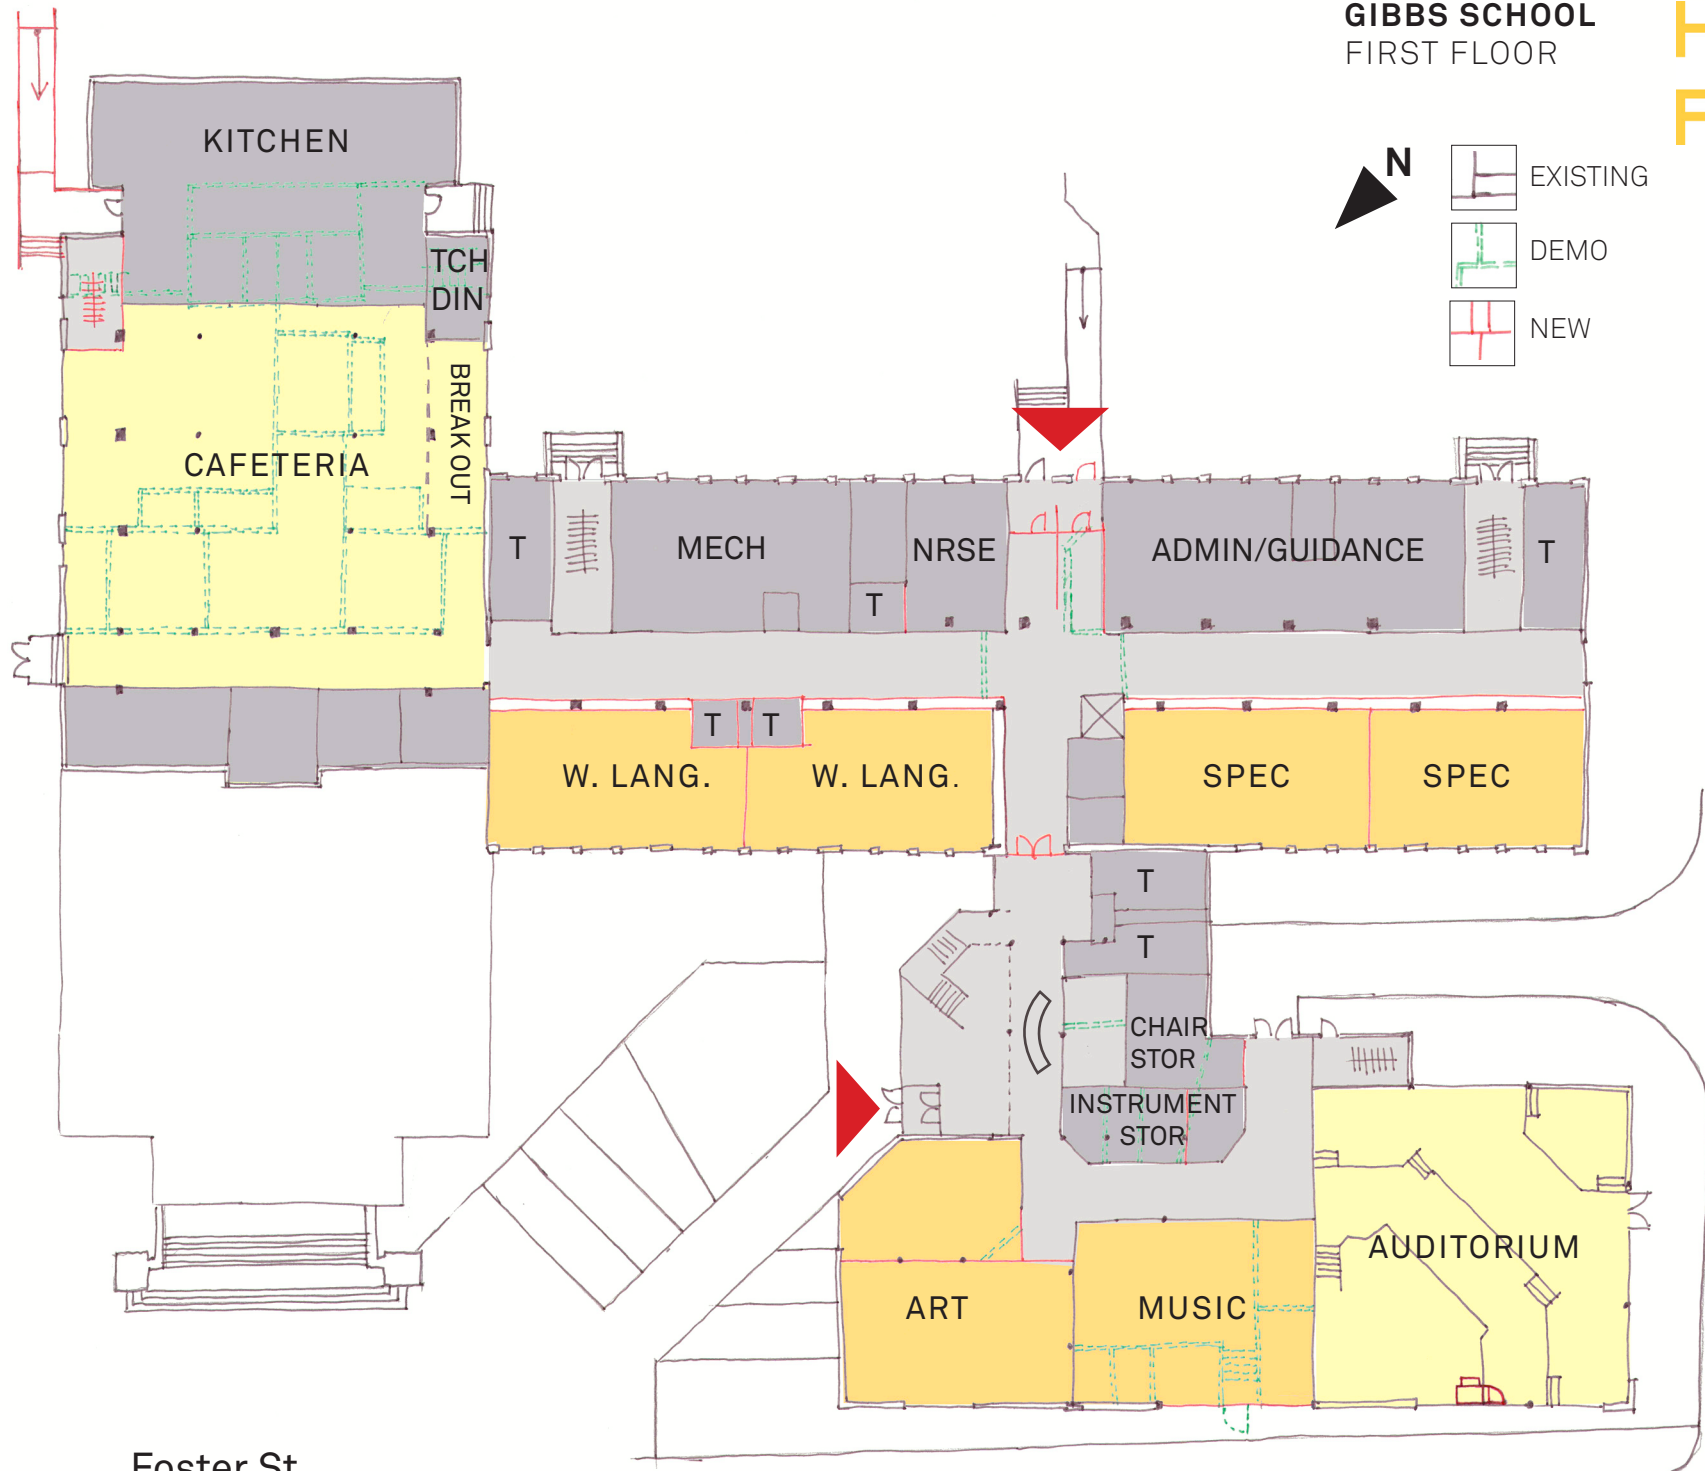 GIBBS SCHOOL
FIRST FLOOR
H
F
N
EXISTING
DEMO
NEW
KITCHEN
TCH
DIN
BREAK OUT
CAFETERIA
T
MECH
T
NRSE
ADMIN/GUIDANCE
T
T
T
W. LANG.
W. LANG.
SPEC
SPEC
T
T
CHAIR
STOR
INSTRUMENT
STOR
AUDITORIUM
ART
MUSIC
Foster St